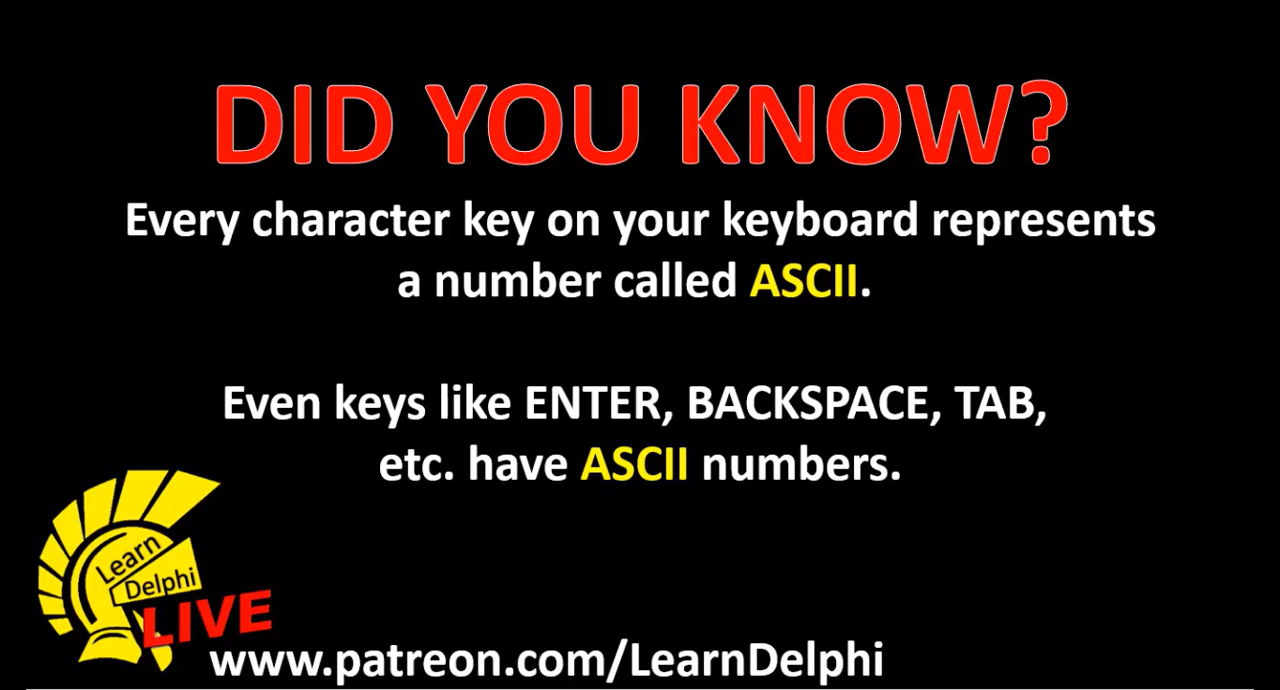 DID YOU KNOW?
Every character key on your keyboard represents
a number called ASCII.
Even keys like ENTER, BACKSPACE, TAB,
etc. have ASCII numbers.
Learn
Delphi
LIVE
www.patreon.com/LearnDelphi